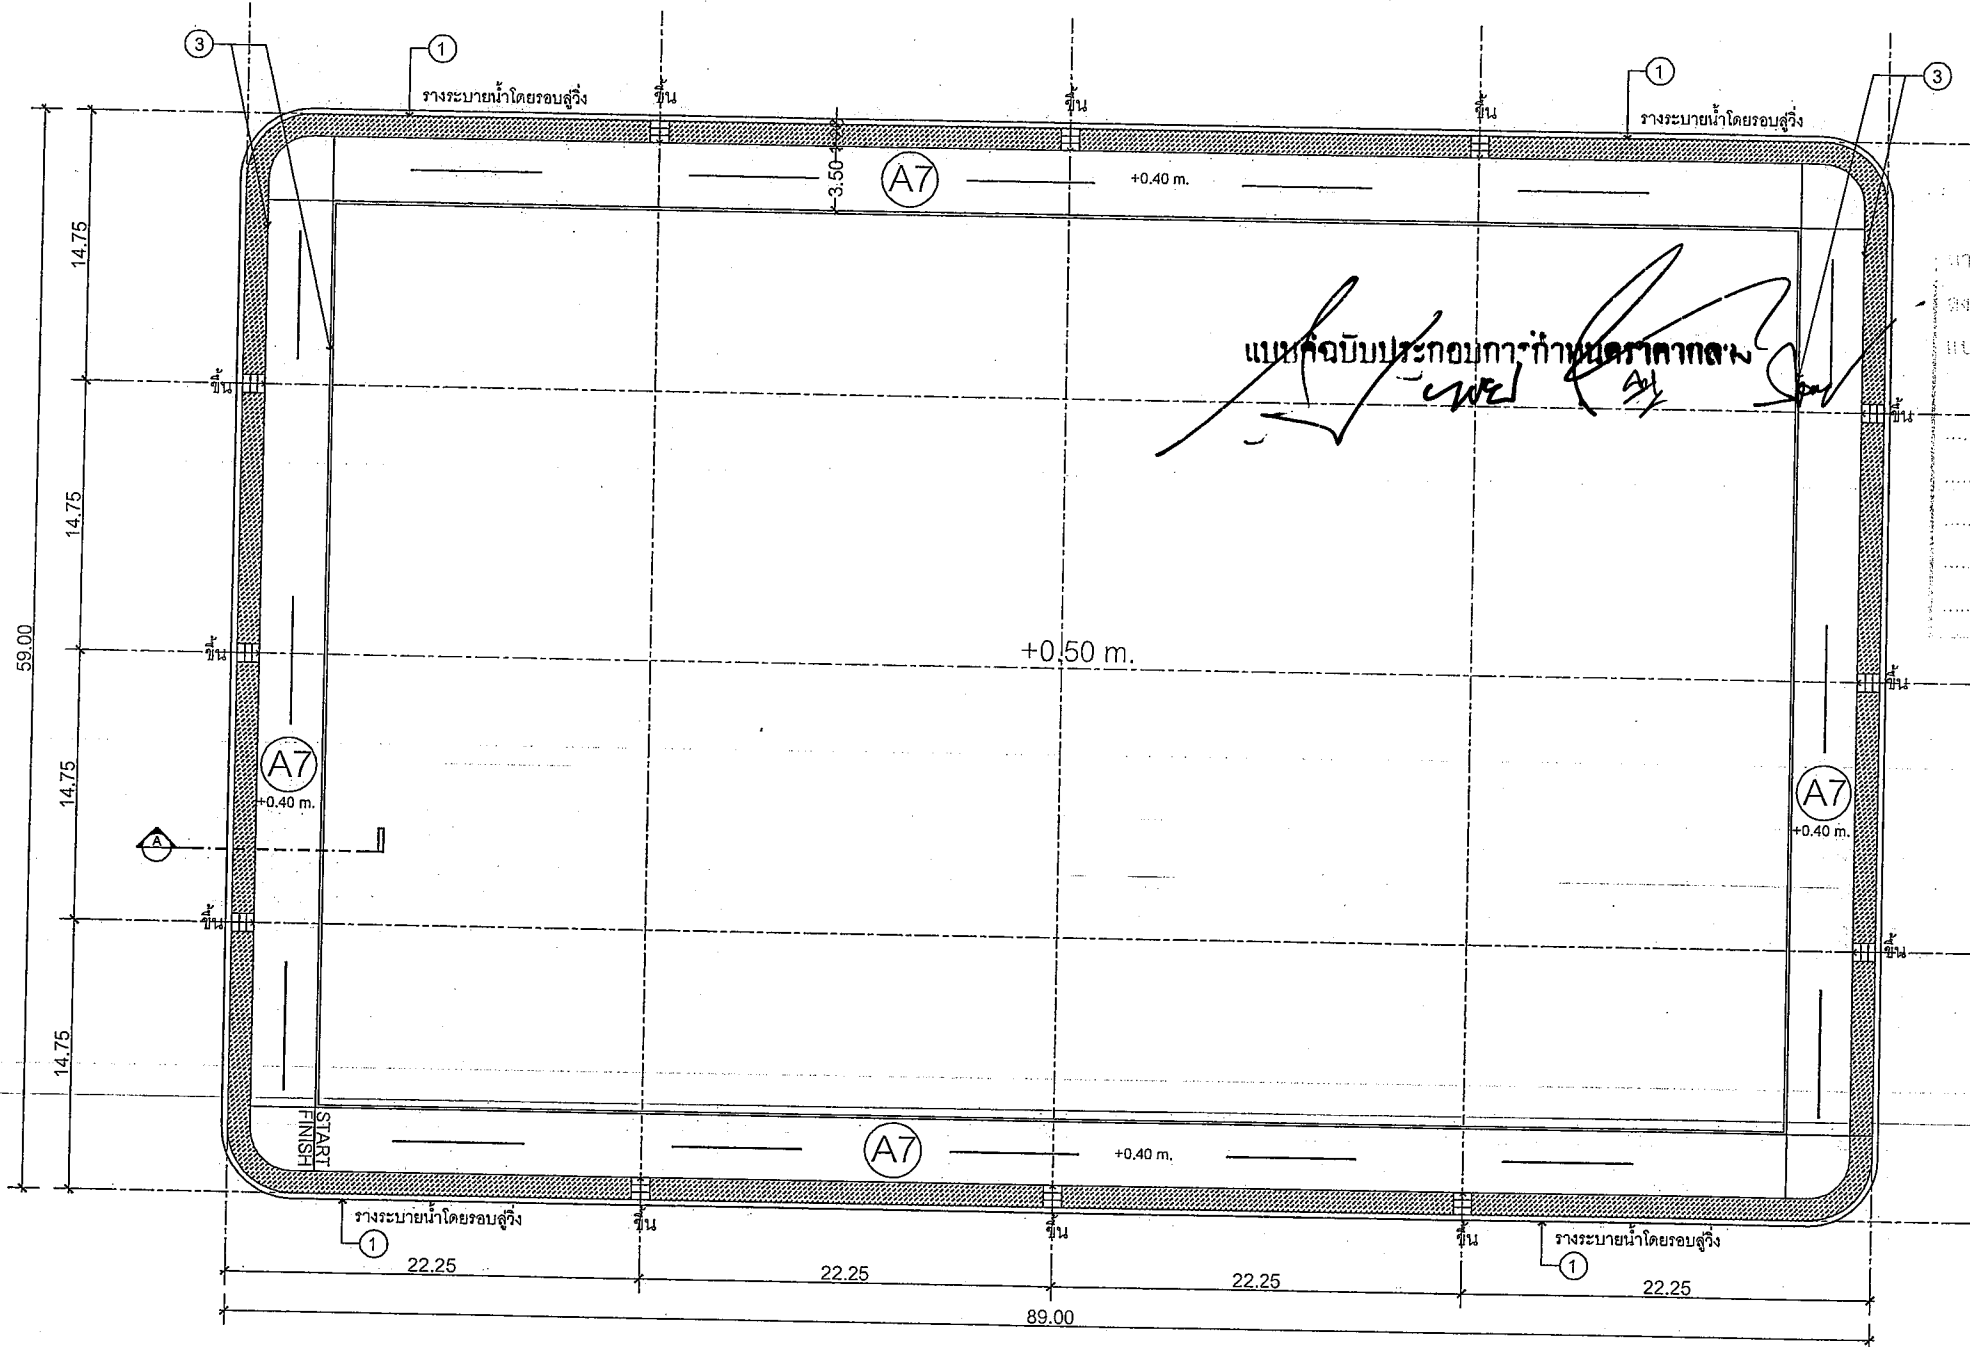 3
1
1
3
รางระบายน้ำโดยรอบลู่วิ่ง
ขึ้น
ขึ้น
ขึ้น
รางระบายน้ำโดยรอบลู่วิ่ง
3.50
A7
+0.40 m.
14.75
แบบที่ฉบับประกอบการกำหนดราคากลาง
ขึ้น
ขึ้น
14.75
59.00
ขึ้น
+0.50 m.
ขึ้น
14.75
A7
+0.40 m.
A7
+0.40 m.
A
ขึ้น
ขึ้น
14.75
START
FINISH
A7
+0.40 m.
รางระบายน้ำโดยรอบลู่วิ่ง
1
ขึ้น
ขึ้น
ขึ้น
รางระบายน้ำโดยรอบลู่วิ่ง
1
22.25
22.25
22.25
22.25
89.00